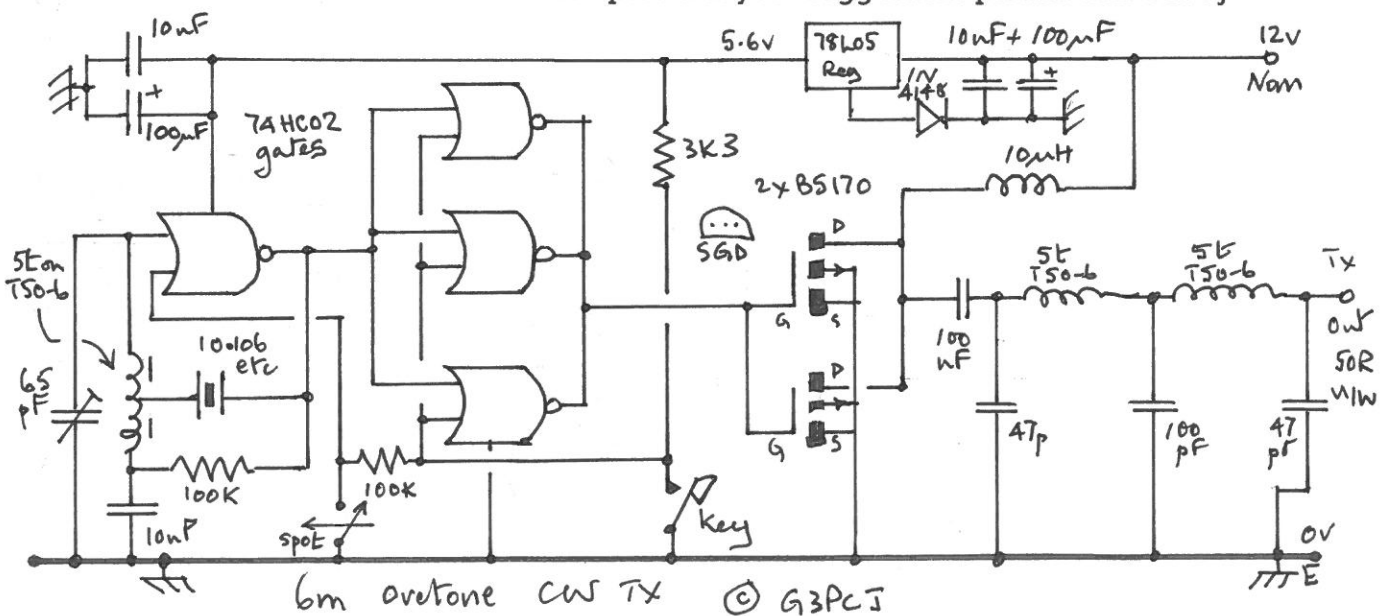 10nF
100µF
+
74HC02
gates
5.6v
78L05
Reg
1N
4148
10nF + 100µF
+
12v
Nom
3K3
10µH
2 x BS170
SGD
D
G
S
D
G
S
5t on
T50-6
65
pF
10.106
etc
100K
10nF
100K
spot
Key
100
nF
5t
T50-6
5t
T50-6
Tx
out
50R
47p
100
pF
47
pF
0V
E
6m Overtone CW TX © G3PCJ